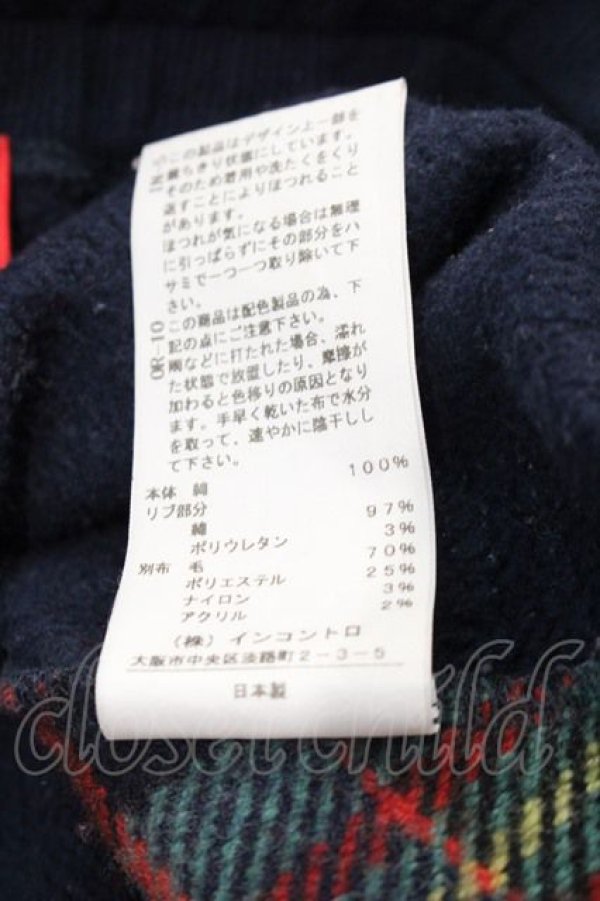 この製品はデザイン上一部を
裁ちきり状態にしています。
そのため着用や洗たくをくり
返すことによりほつれること
があります。
ほつれが気になる場合は無理
に引っぱらずにその部分をハ
サミで一つ一つ取り除いて下
さい。
OR-10
この商品は配色製品の為、下
記の点にご注意下さい。
雨などに打たれた場合、濡れ
た状態で放置したり、摩擦が
加わると色移りの原因となり
ます。手早く乾いた布で水分
を取って、速やかに陰干しし
て下さい。
本体 綿 100%
リブ部分
綿 97%
ポリウレタン 3%
別布 毛 70%
ポリエステル 25%
ナイロン 3%
アクリル 2%
(株)インコントロ
大阪市中央区淡路町2-3-5
日本製
closet child